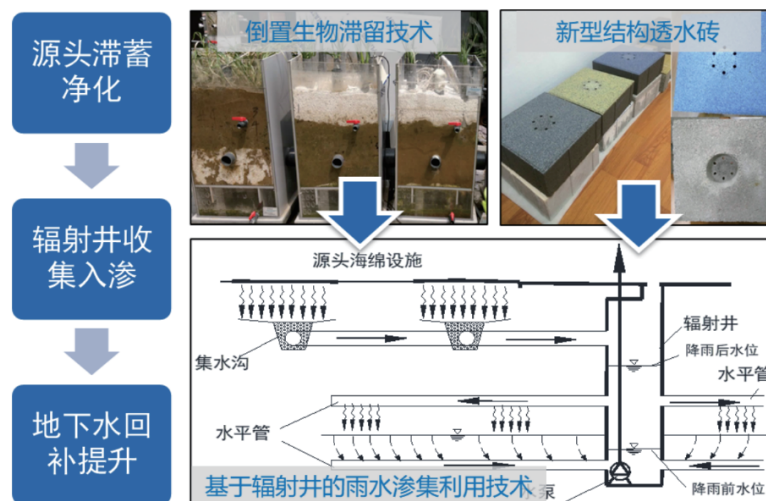 源头滞蓄
净化
辐射井收
集入渗
地下水回
补提升
倒置生物滞留技术
新型结构透水砖
源头海绵设施
集水沟
辐射井
降雨后水位
水平管
水平管
水泵
降雨前水位
基于辐射井的雨水渗集利用技术